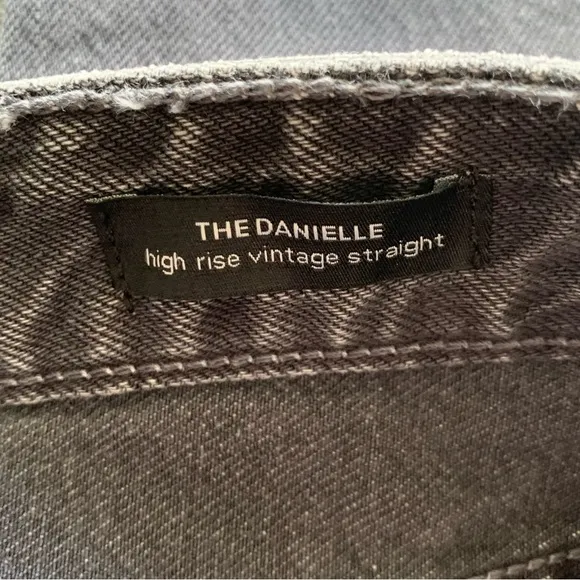 THE DANIELLE
high rise vintage straight